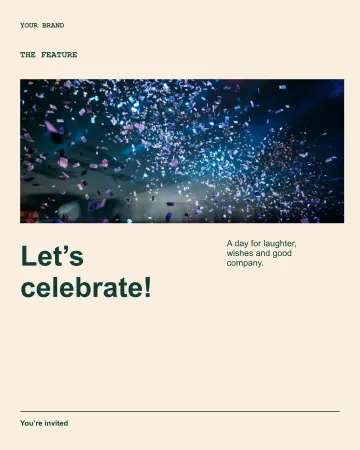 YOUR BRAND
THE FEATURE
Let’s
celebrate!
A day for laughter,
wishes and good
company.
You’re invited